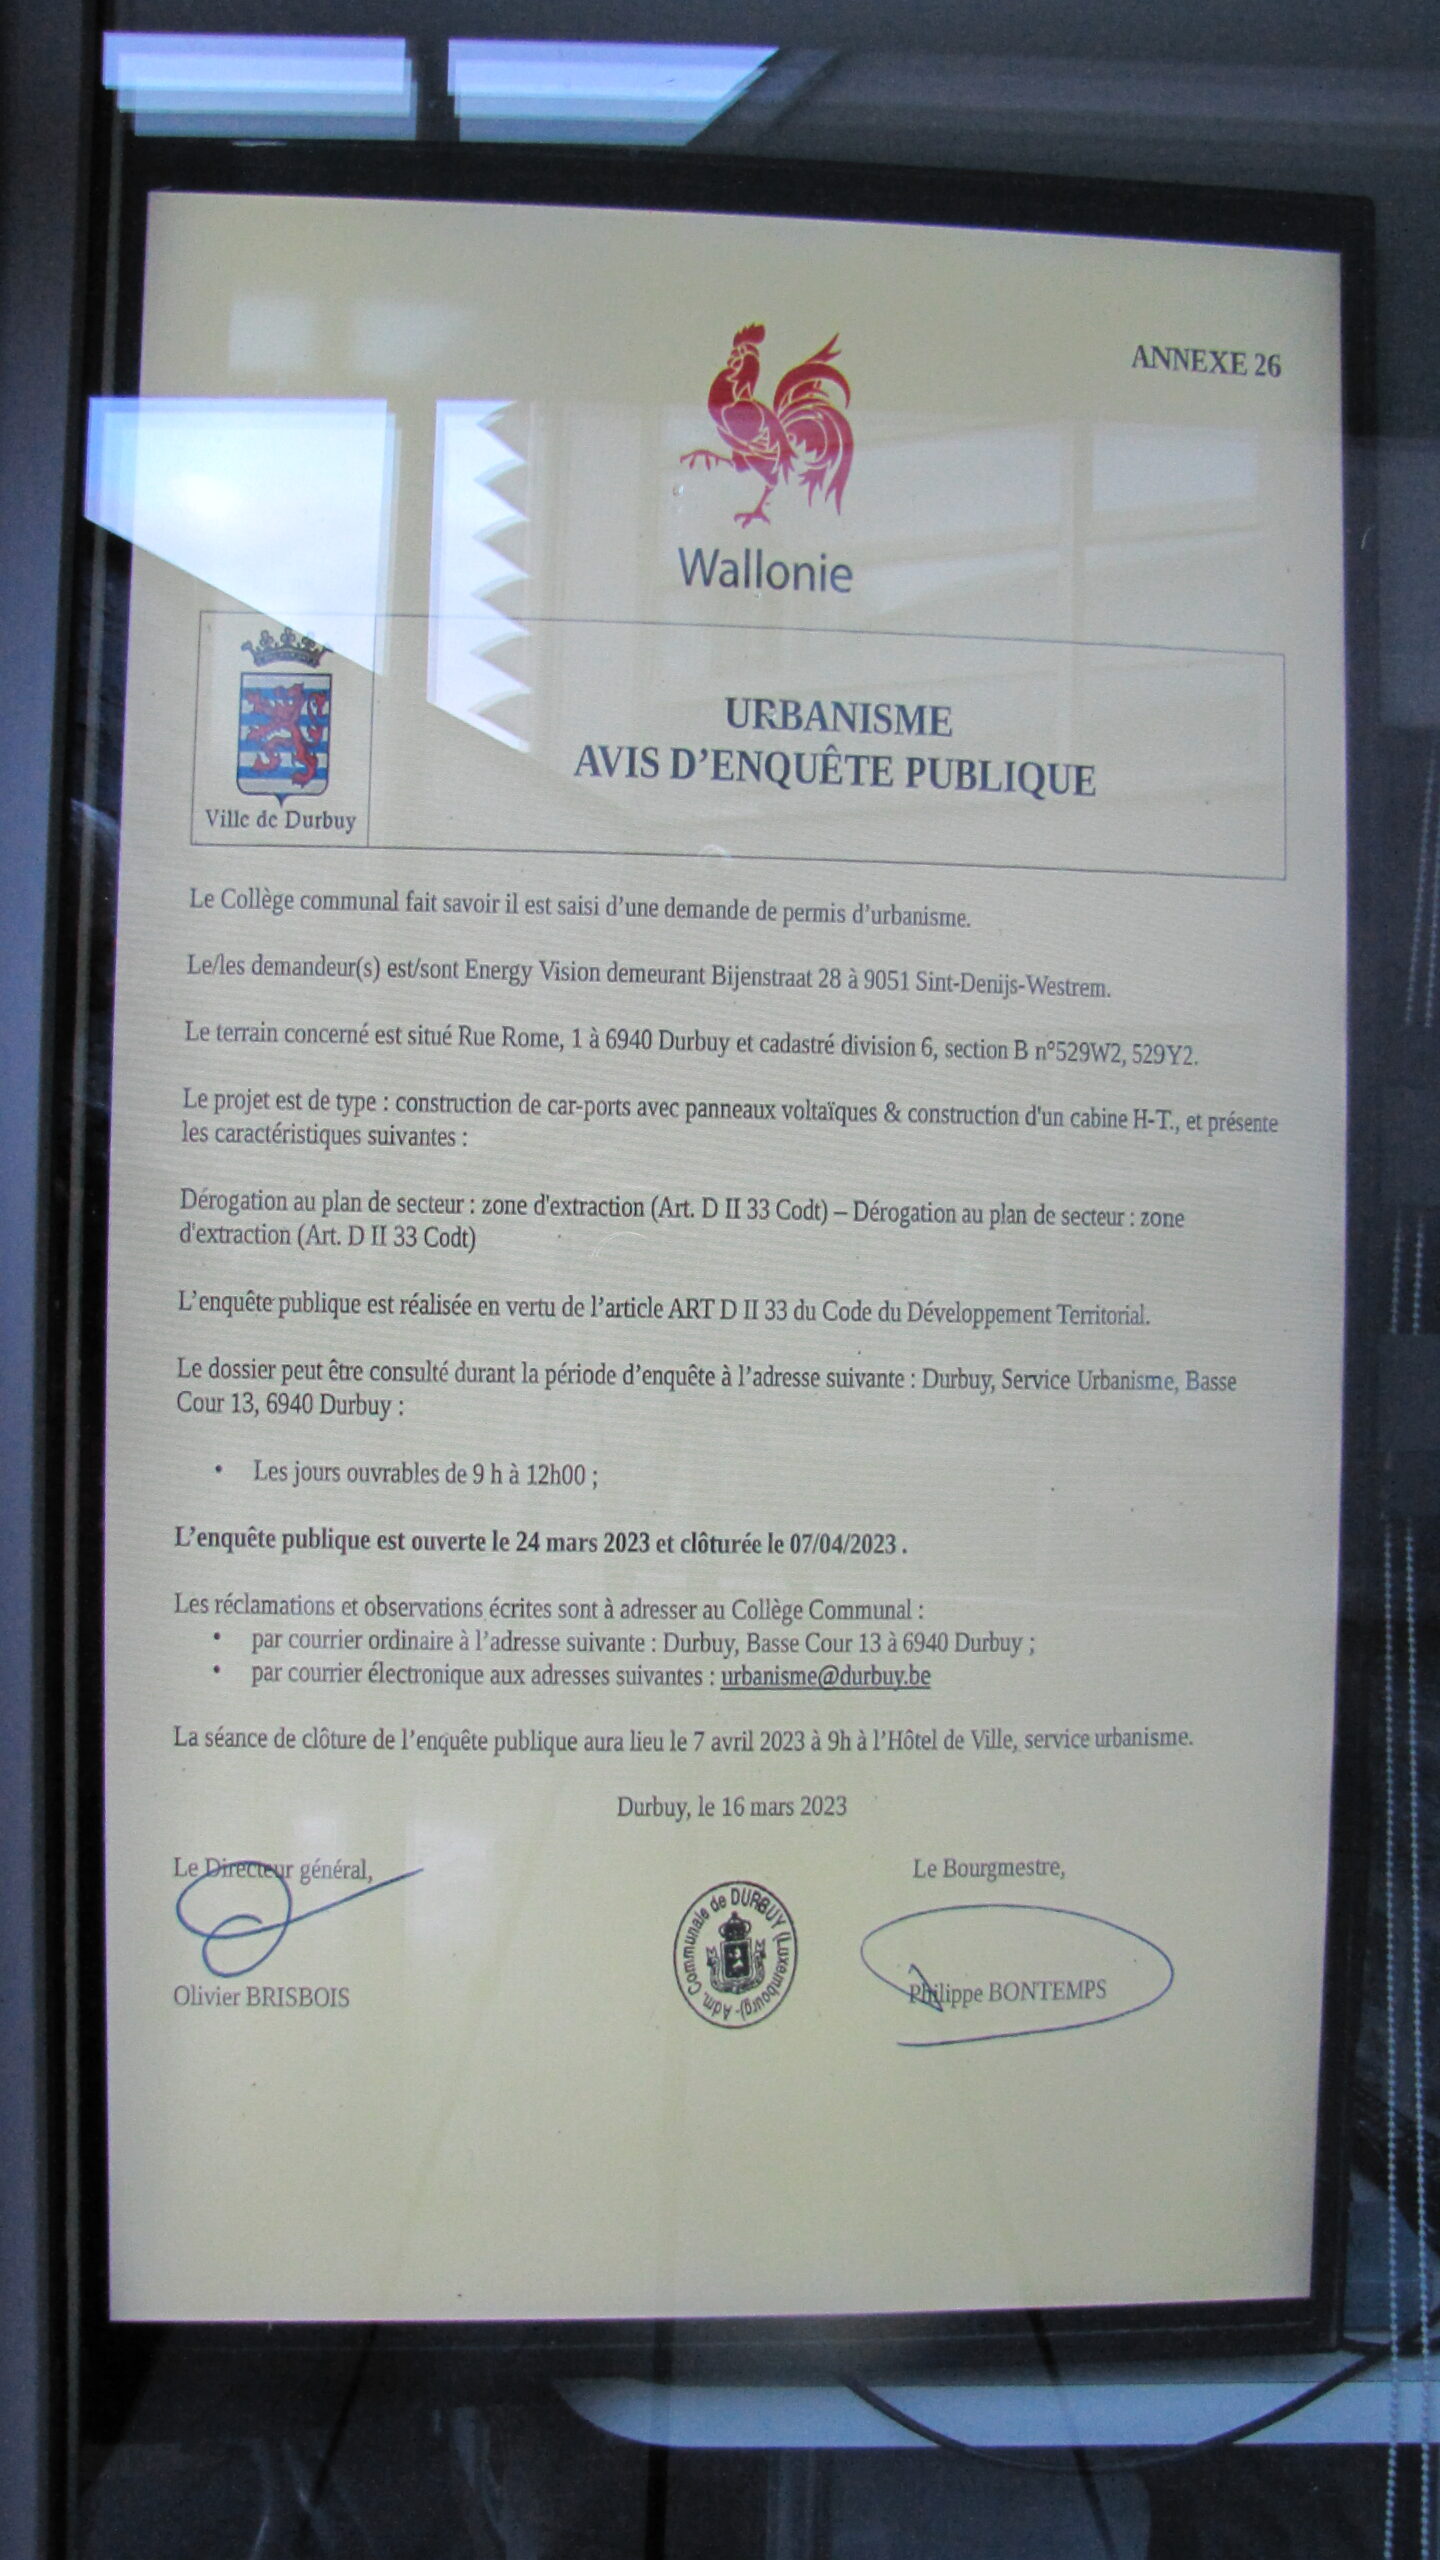 ANNEXE 26
Wallonie
Ville de Durbuy
URBANISME
AVIS D'ENQUÊTE PUBLIQUE
Le Collège communal fait savoir il est saisi d'une demande de permis d'urbanisme.
Le/les demandeur(s) est/sont Energy Vision demeurant Bijenstraat 28 à 9051 Sint-Denijs-Westrem.
Le terrain concerné est situé Rue Rome, 1 à 6940 Durbuy et cadastré division 6, section B n°529W2, 529Y2.
Le projet est de type : construction de car-ports avec panneaux voltaïques & construction d'un cabine H-T., et présente
les caractéristiques suivantes :
Dérogation au plan de secteur : zone d'extraction (Art. D II 33 Codt) – Dérogation au plan de secteur : zone
d'extraction (Art. D II 33 Codt)
L'enquête publique est réalisée en vertu de l'article ART D II 33 du Code du Développement Territorial.
Le dossier peut être consulté durant la période d'enquête à l'adresse suivante : Durbuy, Service Urbanisme, Basse
Cour 13, 6940 Durbuy :
• Les jours ouvrables de 9 h à 12h00 ;
L'enquête publique est ouverte le 24 mars 2023 et clôturée le 07/04/2023 .
Les réclamations et observations écrites sont à adresser au Collège Communal :
• par courrier ordinaire à l'adresse suivante : Durbuy, Basse Cour 13 à 6940 Durbuy ;
• par courrier électronique aux adresses suivantes : urbanisme@durbuy.be
La séance de clôture de l'enquête publique aura lieu le 7 avril 2023 à 9h à l'Hôtel de Ville, service urbanisme.
Durbuy, le 16 mars 2023
Le Directeur général,
Le Bourgmestre,
Adm. Communale de DURBUY (Luxembourg)-
Olivier BRISBOIS
Philippe BONTEMPS